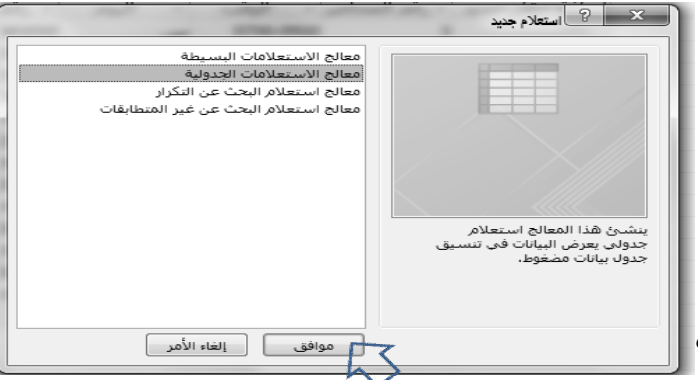 استعلام جديد
معالج الاستعلامات البسيطة
معالج الاستعلامات الجدولية
معالج استعلام البحث عن التكرار
معالج استعلام البحث عن غير المتطابقات
ينشئ هذا المعالج استعلام
جدولي يعرض البيانات في تنسيق
جدول بيانات مضغوط.
موافق
إلغاء الأمر